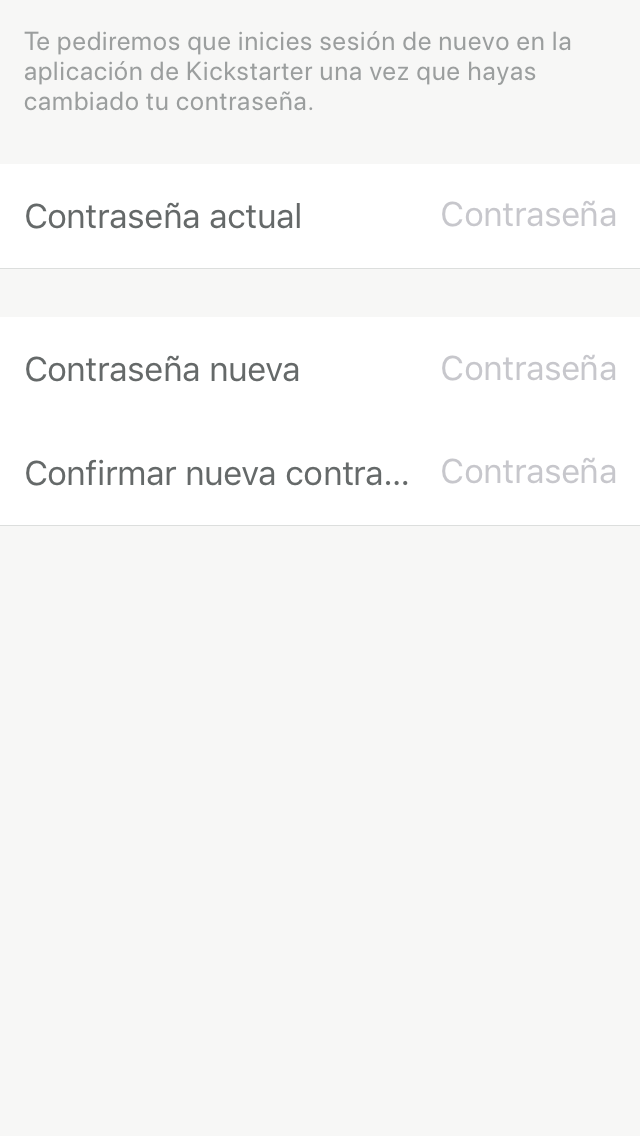 Te pediremos que inicies sesión de nuevo en la
aplicación de Kickstarter una vez que hayas
cambiado tu contraseña.
Contraseña actual Contraseña
Contraseña nueva Contraseña
Confirmar nueva contra... Contraseña